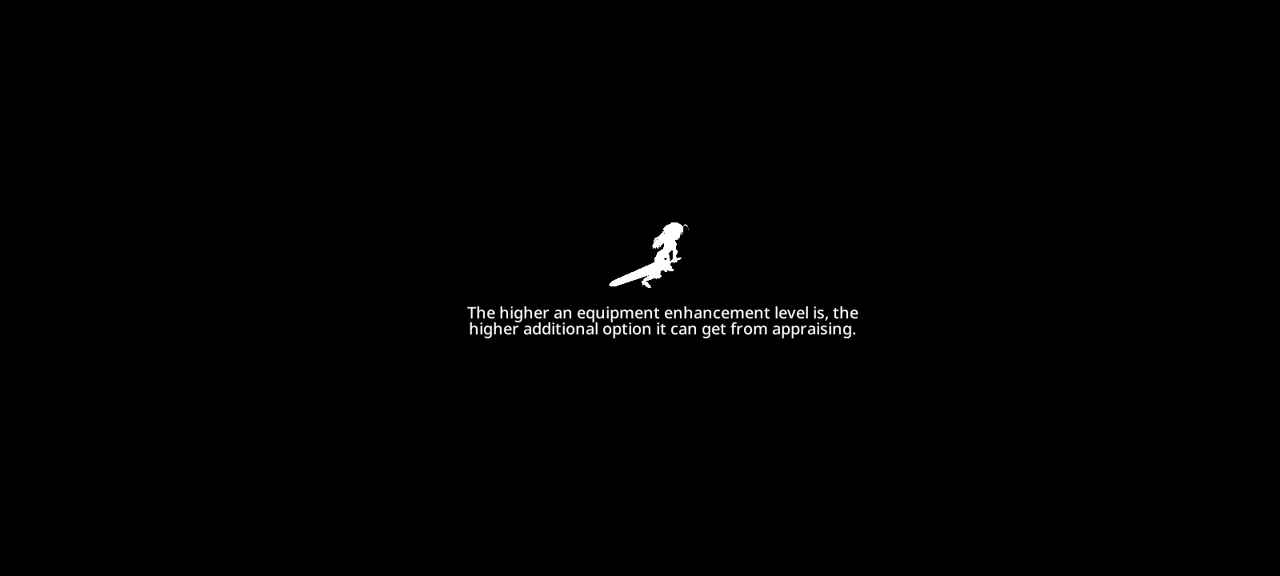 The higher an equipment enhancement level is, the
higher additional option it can get from appraising.